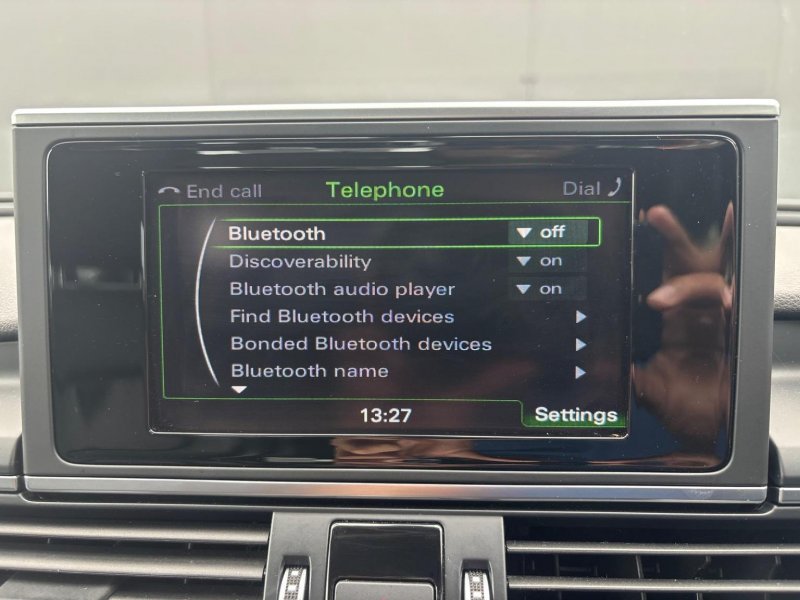 End call Telephone Dial
Bluetooth off
Discoverability on
Bluetooth audio player on
Find Bluetooth devices
Bonded Bluetooth devices
Bluetooth name
13:27 Settings